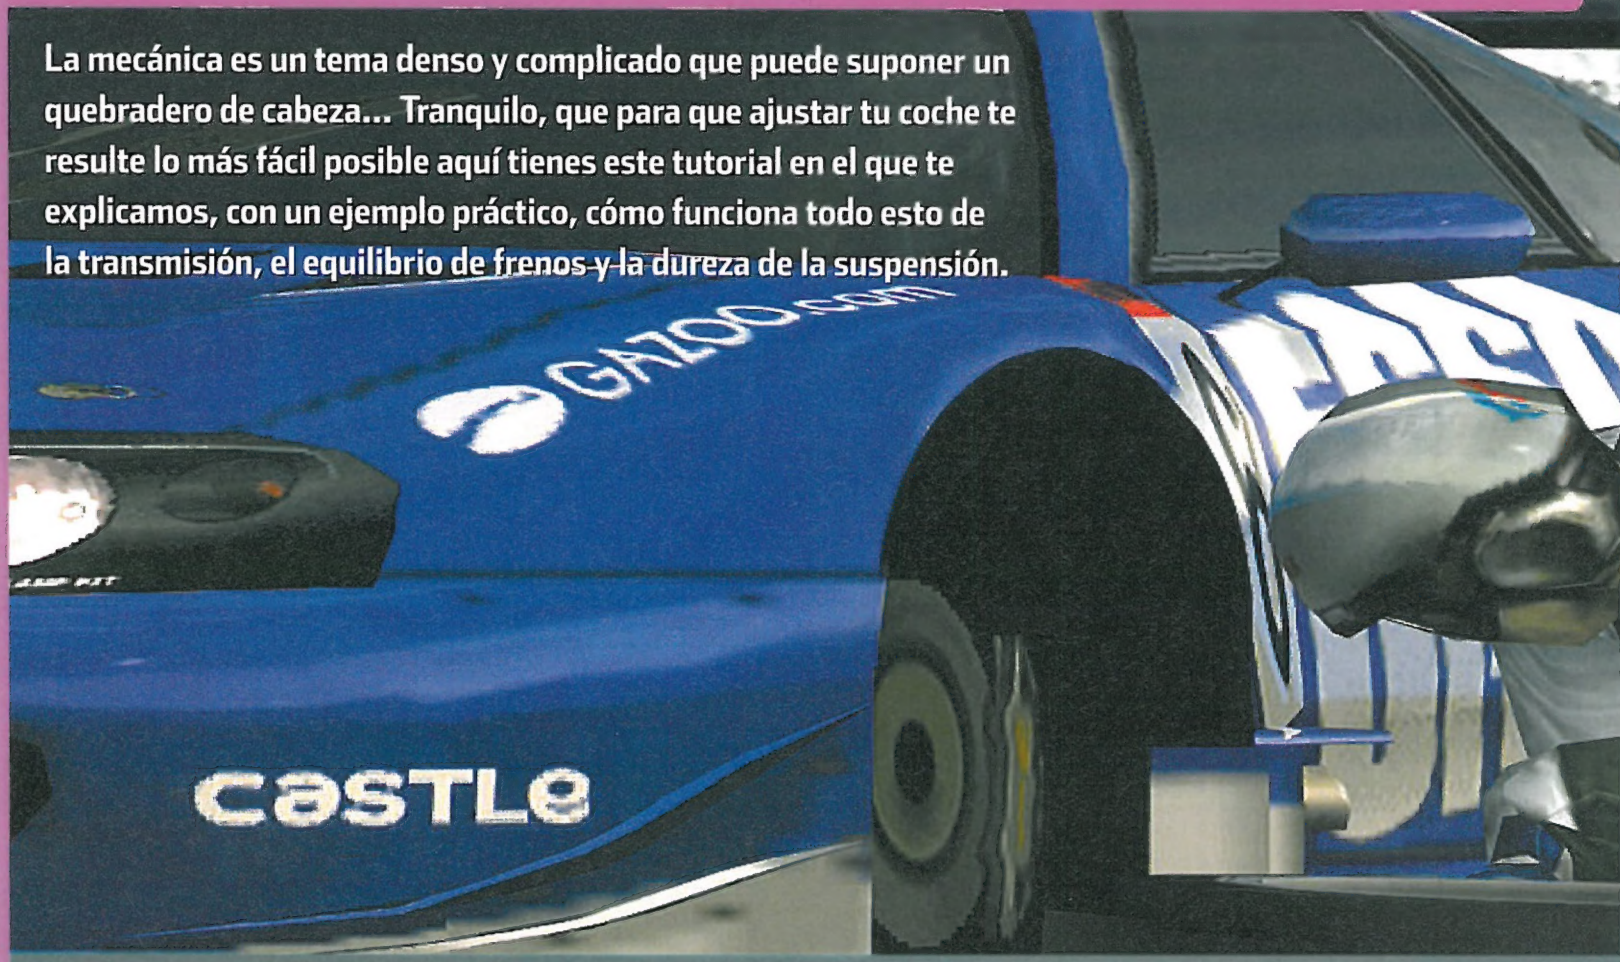 La mecánica es un tema denso y complicado que puede suponer un
quebradero de cabeza... Tranquilo, que para que ajustar tu coche te
resulte lo más fácil posible aquí tienes este tutorial en el que te
explicamos, con un ejemplo práctico, cómo funciona todo esto de
la transmisión, el equilibrio de frenos y la dureza de la suspensión.
GAZOO.com
CaSTLe